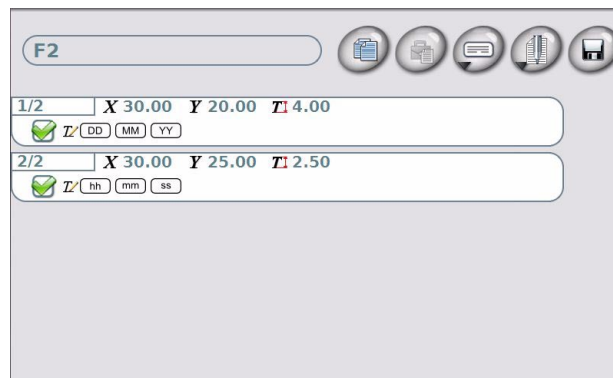 F2
1/2 X 30.00 Y 20.00 T 4.00
T DD MM YY
2/2 X 30.00 Y 25.00 T 2.50
T hh mm ss